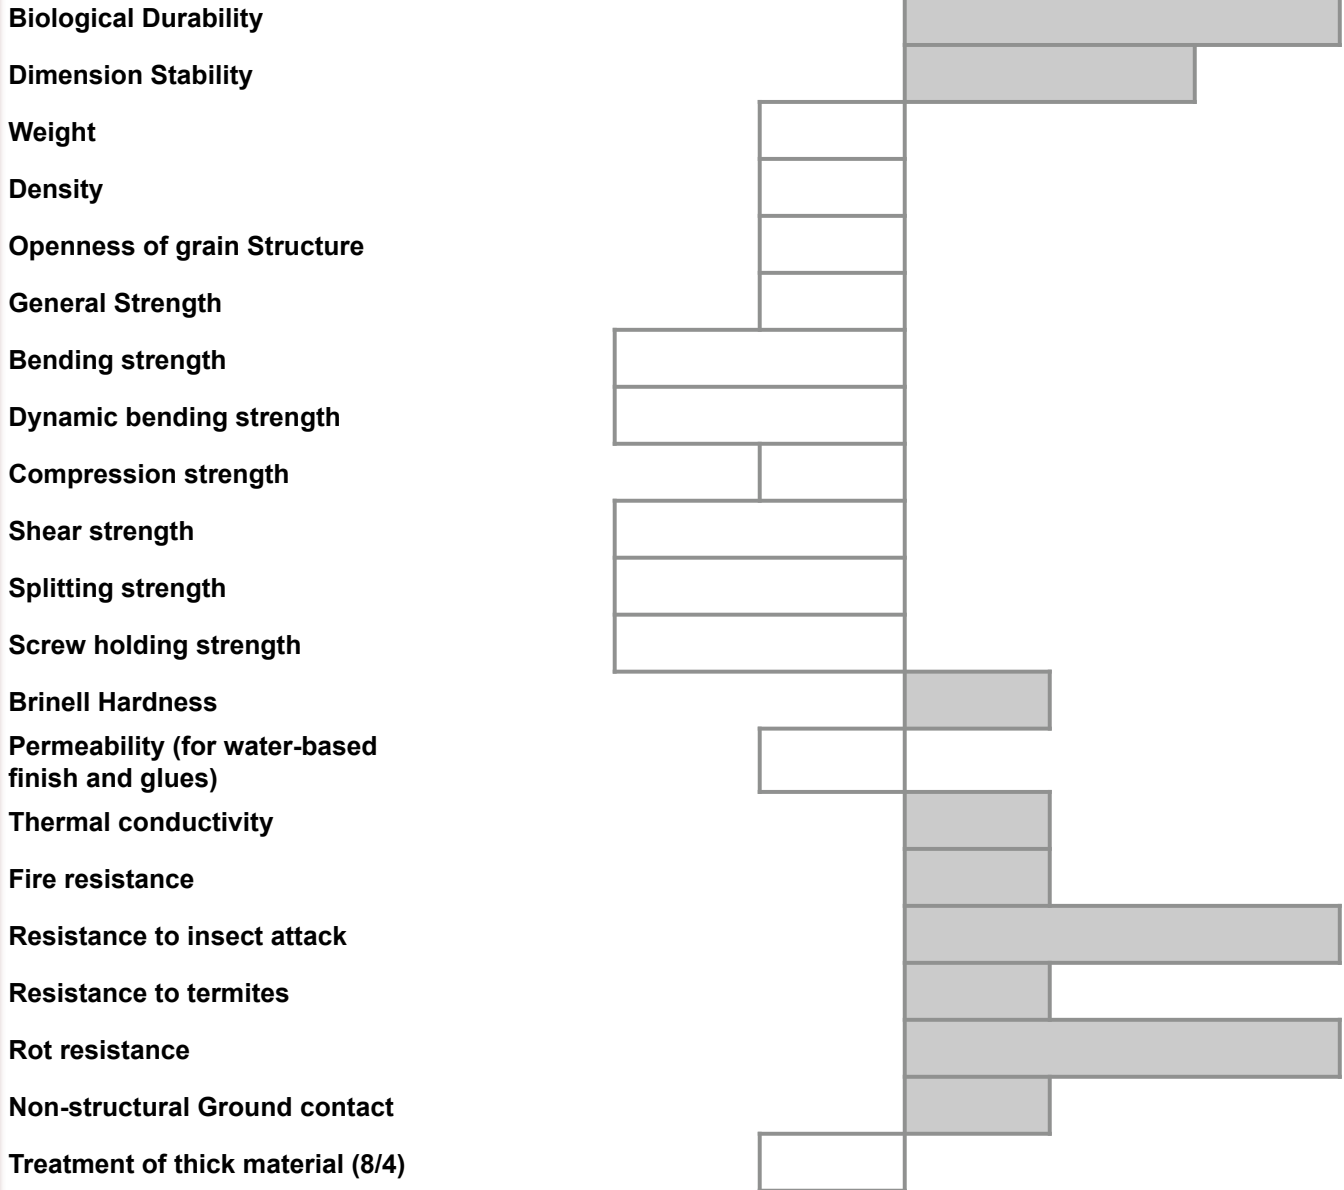 Biological Durability
Dimension Stability
Weight
Density
Openness of grain Structure
General Strength
Bending strength
Dynamic bending strength
Compression strength
Shear strength
Splitting strength
Screw holding strength
Brinell Hardness
Permeability (for water-based
finish and glues)
Thermal conductivity
Fire resistance
Resistance to insect attack
Resistance to termites
Rot resistance
Non-structural Ground contact
Treatment of thick material (8/4)